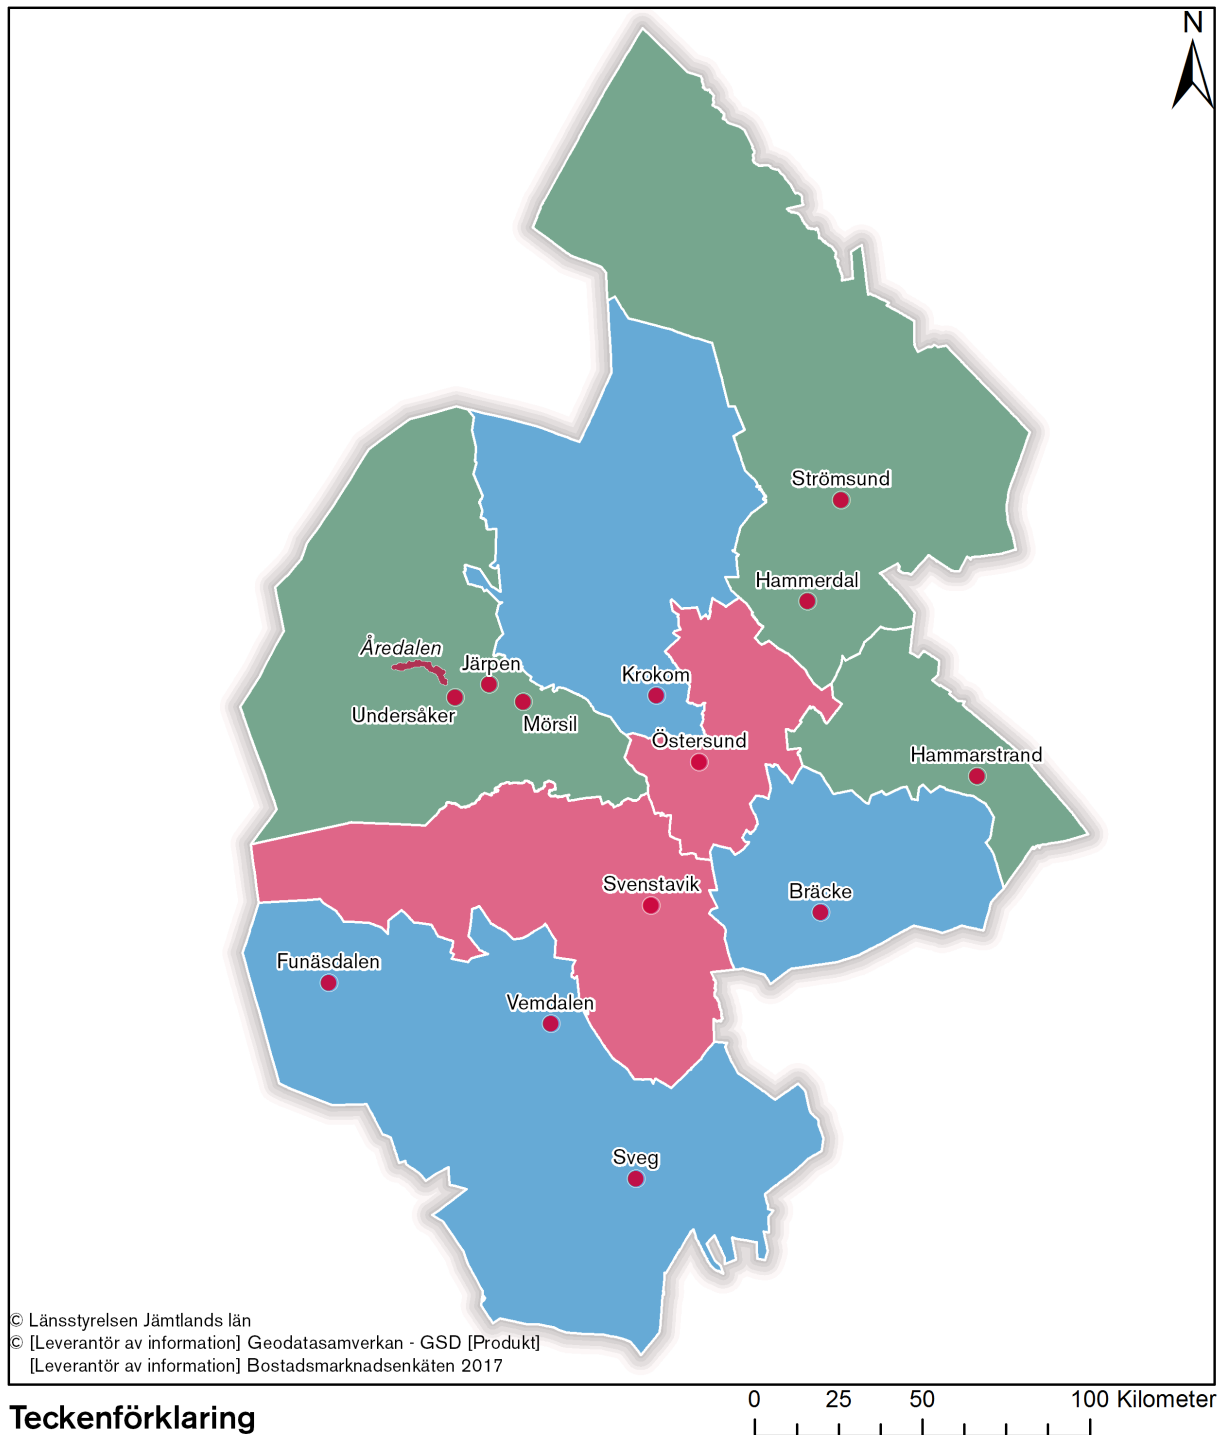 N
Strömsund
Hammerdal
Åredalen
Järpen
Krokom
Undersåker
Mörsil
Östersund
Hammarstrand
Svenstavik
Bräcke
Funäsdalen
Vemdalen
Sveg
© Länsstyrelsen Jämtlands län
© [Leverantör av information] Geodatasamverkan - GSD [Produkt]
[Leverantör av information] Bostadsmarknadsenkäten 2017
0 25 50 100 Kilometer
Teckenförklaring